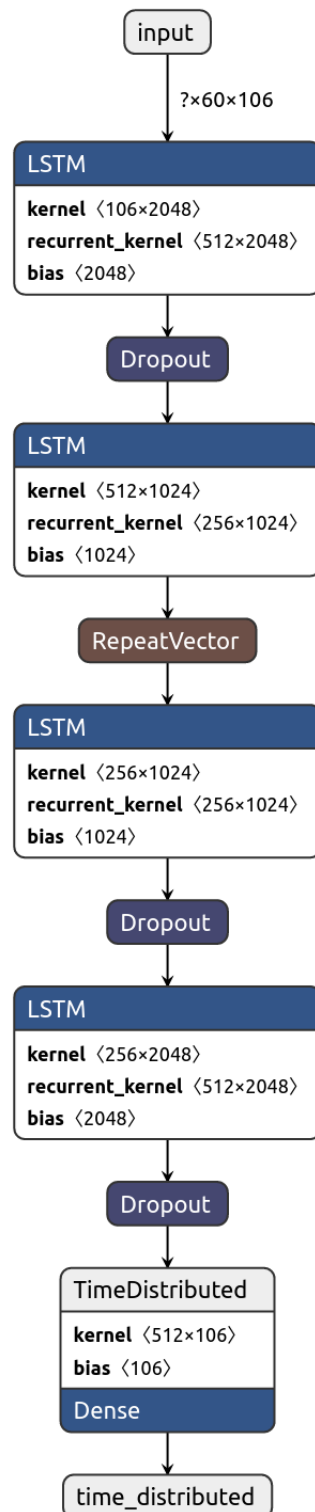 input
?×60×106
LSTM
kernel 〈106×2048〉
recurrent_kernel 〈512×2048〉
bias 〈2048〉
Dropout
LSTM
kernel 〈512×1024〉
recurrent_kernel 〈256×1024〉
bias 〈1024〉
RepeatVector
LSTM
kernel 〈256×1024〉
recurrent_kernel 〈256×1024〉
bias 〈1024〉
Dropout
LSTM
kernel 〈256×2048〉
recurrent_kernel 〈512×2048〉
bias 〈2048〉
Dropout
TimeDistributed
kernel 〈512×106〉
bias 〈106〉
Dense
time_distributed